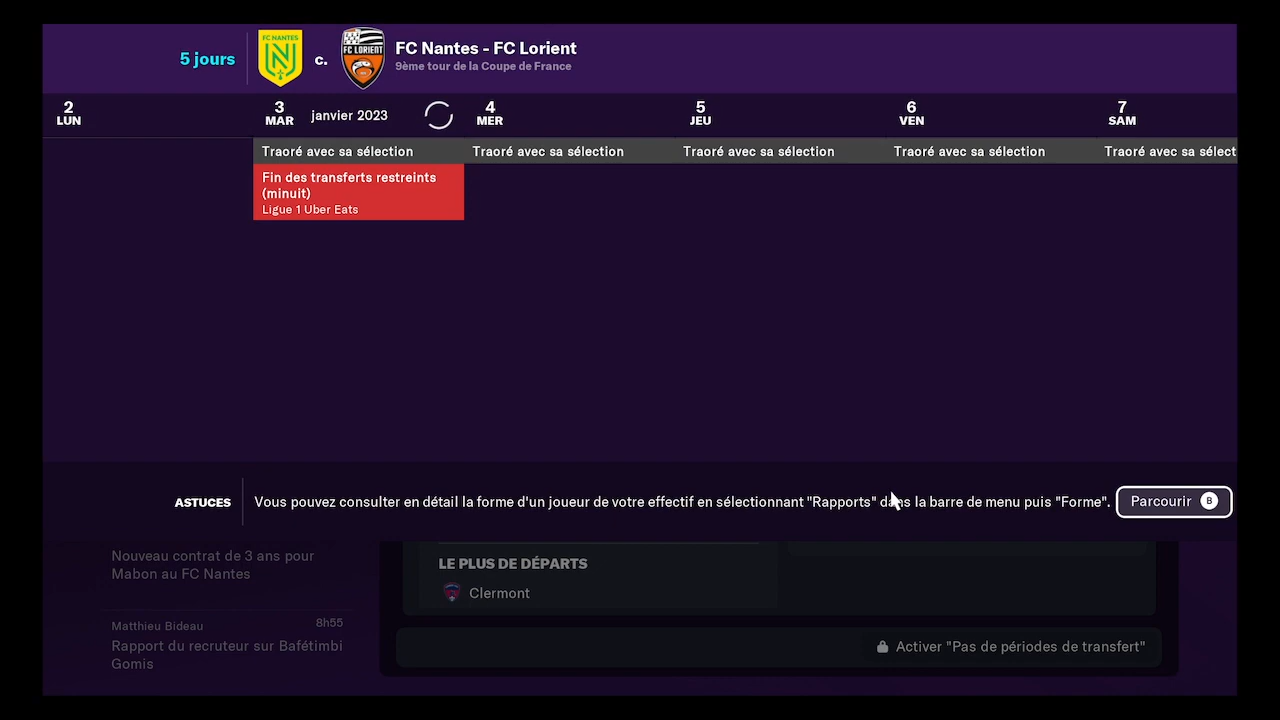 5 jours
FC NANTES
c.
FC LORIENT
FC Nantes - FC Lorient
9ème tour de la Coupe de France
2
LUN
3
MAR
janvier 2023
4
MER
5
JEU
6
VEN
7
SAM
Traoré avec sa sélection
Traoré avec sa sélection
Traoré avec sa sélection
Traoré avec sa sélection
Traoré avec sa sélect
Fin des transferts restreints
(minuit)
Ligue 1 Uber Eats
ASTUCES
Vous pouvez consulter en détail la forme d'un joueur de votre effectif en sélectionnant "Rapports" dans la barre de menu puis "Forme".
Parcourir B
Nouveau contrat de 3 ans pour
Mabon au FC Nantes
Matthieu Bideau 8h55
Rapport du recruteur sur Bafétimbi
Gomis
LE PLUS DE DÉPARTS
Clermont
Activer "Pas de périodes de transfert"